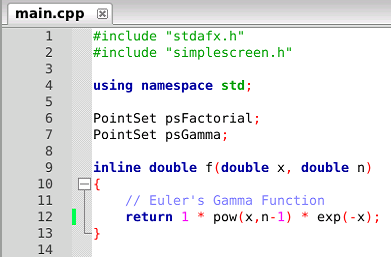 main.cpp
1 #include "stdafx.h"
2 #include "simplescreen.h"
3
4 using namespace std;
5
6 PointSet psFactorial;
7 PointSet psGamma;
8
9 inline double f(double x, double n)
10 {
11 // Euler's Gamma Function
12 return 1 * pow(x,n-1) * exp(-x);
13 }
14